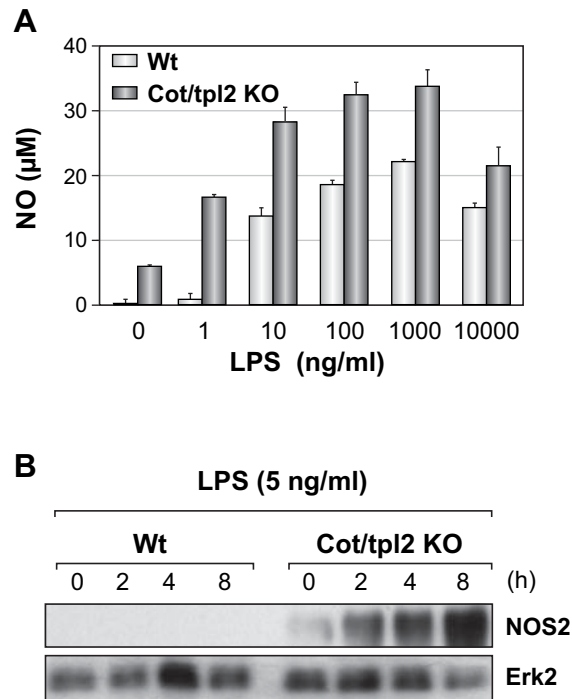 A
40
30
20
10
0
NO (μM)
Wt
Cot/tpl2 KO
0 1 10 100 1000 10000
LPS (ng/ml)
B
LPS (5 ng/ml)
Wt Cot/tpl2 KO
0 2 4 8 0 2 4 8 (h)
NOS2
Erk2